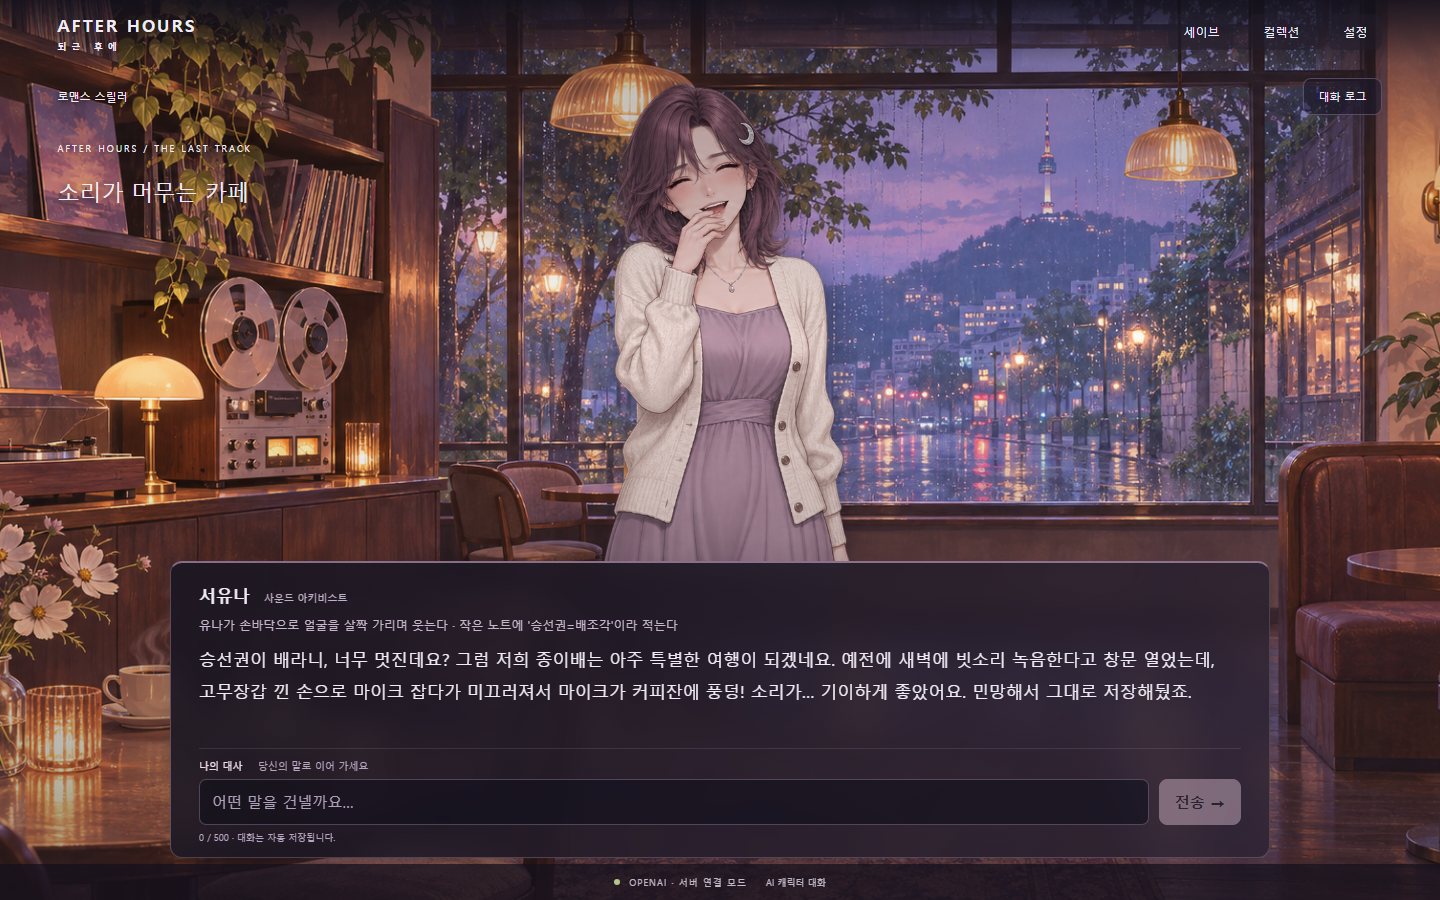 AFTER HOURS
퇴근 후에
세이브
컬렉션
설정
로맨스 스릴러
대화 로그
AFTER HOURS / THE LAST TRACK
소리가 머무는 카페
서유나 사운드 아키비스트
유나가 손바닥으로 얼굴을 살짝 가리며 웃는다 · 작은 노트에 '승선권=배조각'이라 적는다
승선권이 배라니, 너무 멋진데요? 그럼 저희 종이배는 아주 특별한 여행이 되겠네요. 예전에 새벽에 빗소리 녹음한다고 창문 열었는데,
고무장갑 낀 손으로 마이크 잡다가 미끄러져서 마이크가 커피잔에 풍덩! 소리가... 기이하게 좋았어요. 민망해서 그대로 저장해뒀죠.
나의 대사 당신의 말로 이어 가세요
어떤 말을 건넬까요...
전송 →
0 / 500 · 대화는 자동 저장됩니다.
OPENAI · 서버 연결 모드 AI 캐릭터 대화